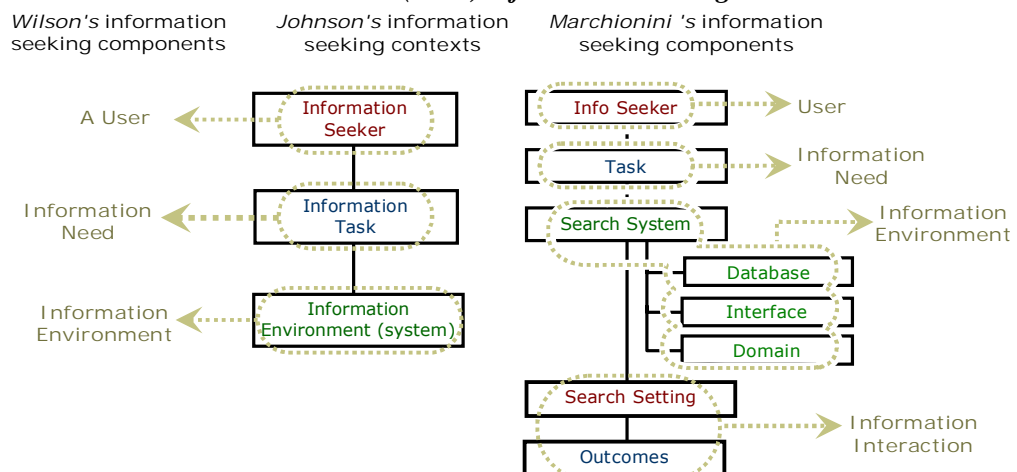 Wilson's information
seeking components
Johnson's information
seeking contexts
Marchionini 's information
seeking components
A User
Information
Seeker
Information
Need
Information
Task
Information
Environment
Information
Environment (system)
Info Seeker
User
Task
Information
Need
Search System
Information
Environment
Database
Interface
Domain
Search Setting
Outcomes
Information
Interaction